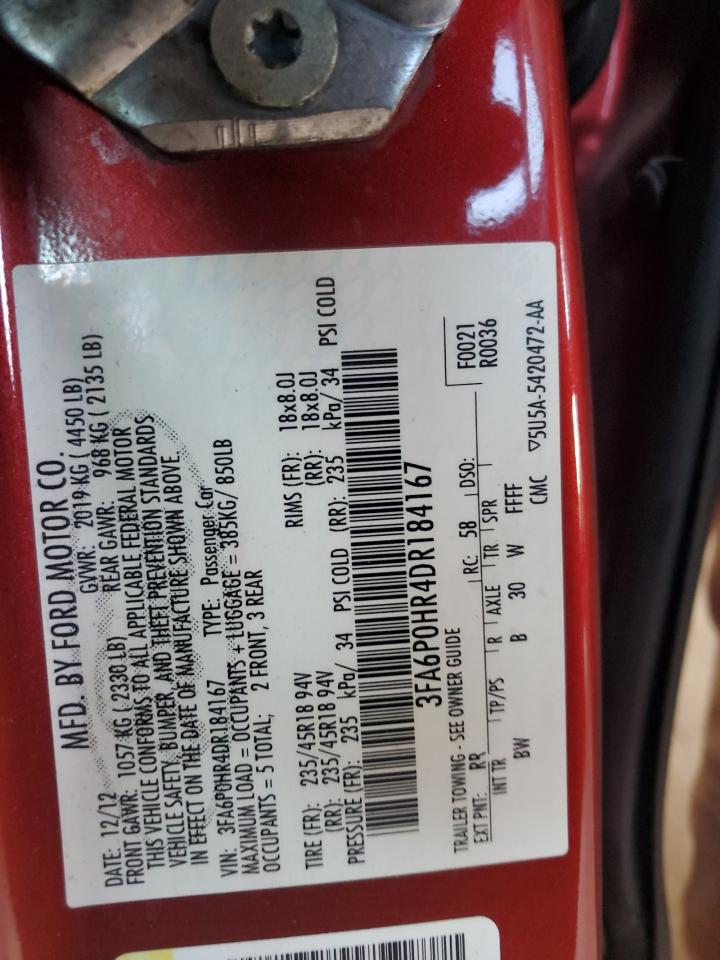 MFD. BY FORD MOTOR CO.
DATE: 12/12 GVWR: 2019 KG ( 4450 LB)
FRONT GAWR: 1057 KG ( 2330 LB) REAR GAWR: 968 KG ( 2135 LB)
THIS VEHICLE CONFORMS TO ALL APPLICABLE FEDERAL MOTOR
VEHICLE SAFETY, BUMPER, AND THEFT PREVENTION STANDARDS
IN EFFECT ON THE DATE OF MANUFACTURE SHOWN ABOVE.
VIN: 3FA6P0HR4DR184167 TYPE: Passenger Car
MAXIMUM LOAD = OCCUPANTS + LUGGAGE = 385KG/ 850LB
OCCUPANTS = 5 TOTAL; 2 FRONT, 3 REAR
TIRE (FR): 235/45R18 94V RIMS (FR): 18x8.0J
(RR): 235/45R18 94V (RR): 18x8.0J
PRESSURE (FR): 235 kPa/ 34 PSI COLD (RR): 235 kPa/ 34 PSI COLD
3FA6P0HR4DR184167
TRAILER TOWING - SEE OWNER GUIDE
EXT PNT: RR RC: 58 DSO: F0021
R0036
INT TR TP/PS R AXLE TR SPR
BW B 30 W FFFF
CMC ▽5U5A-5420472-AA